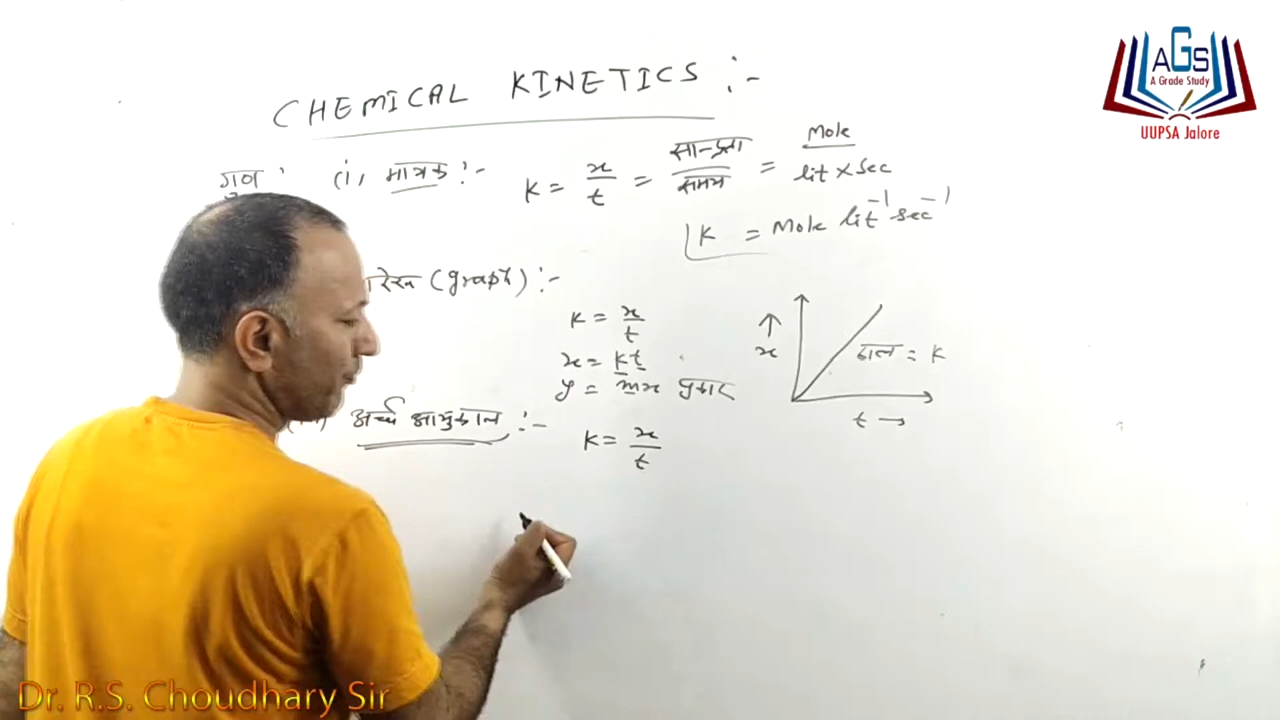 AGS
A Grade Study
UUPSA Jalore
CHEMICAL KINETICS :-
गुण : (i) मात्रक :- K = x/t = सान्द्रता/समय = Mole/lit × sec
K = Mole lit⁻¹ sec⁻¹
(graph) :-
K = x/t
x = kt
y = mx प्रकार
x
ढाल = K
t →
अर्ध आयुकाल :- K = x/t
Dr. R.S. Choudhary Sir